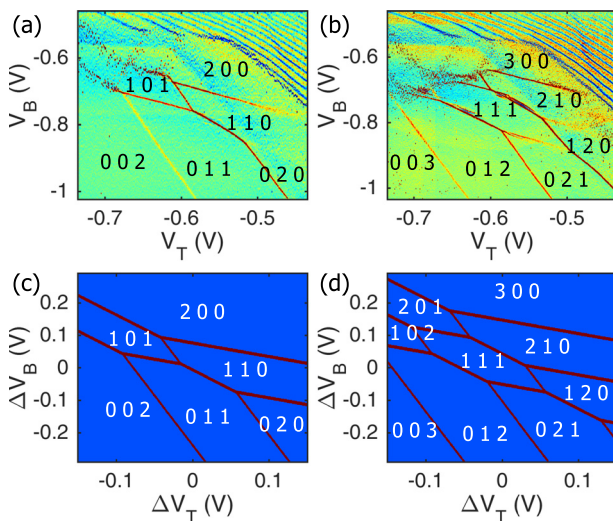 (a)
V_B (V)
-0.6
-0.8
-1
2 0 0
1 0 1
1 1 0
0 0 2
0 1 1
0 2 0
-0.7
-0.6
-0.5
V_T (V)
(b)
V_B (V)
-0.6
-0.8
-1
3 0 0
2 1 0
1 1 1
1 2 0
0 0 3
0 1 2
0 2 1
-0.7
-0.6
-0.5
V_T (V)
(c)
ΔV_B (V)
0.2
0.1
0
-0.1
-0.2
2 0 0
1 0 1
1 1 0
0 0 2
0 1 1
0 2 0
-0.1
0
0.1
ΔV_T (V)
(d)
ΔV_B (V)
0.2
0.1
0
-0.1
-0.2
3 0 0
2 0 1
1 0 2
2 1 0
1 1 1
1 2 0
0 0 3
0 1 2
0 2 1
-0.1
0
0.1
ΔV_T (V)